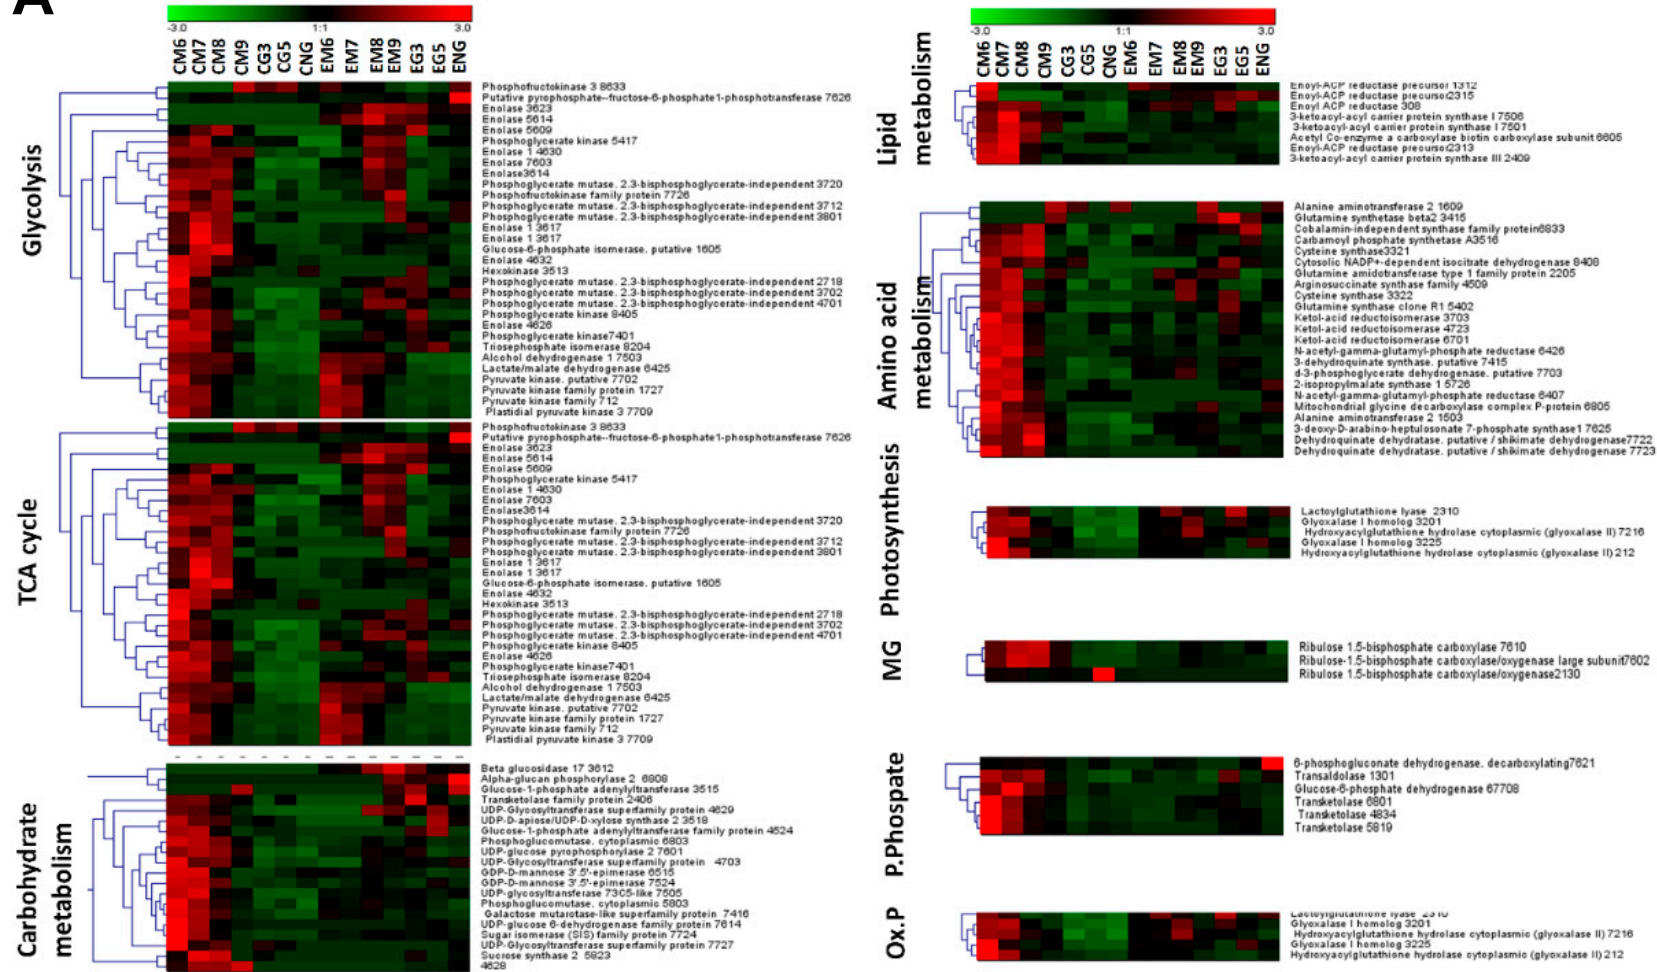 A
-3.0 1:1 3.0
CM6 CM7 CM8 CM9 CG3 CG5 CNG EM6 EM7 EM8 EM9 EG3 EG5 ENG
Glycolysis
Phosphofructokinase 3 8633
Putative pyrophosphate--fructose-6-phosphate1-phosphotransferase 7626
Enolase 3623
Enolase 5614
Enolase 5609
Phosphoglycerate kinase 5417
Enolase 1 4630
Enolase 7603
Enolase3614
Phosphoglycerate mutase. 2.3-bisphosphoglycerate-independent 3720
Phosphofructokinase family protein 7726
Phosphoglycerate mutase. 2.3-bisphosphoglycerate-independent 3712
Phosphoglycerate mutase. 2.3-bisphosphoglycerate-independent 3801
Enolase 1 3617
Enolase 1 3617
Glucose-6-phosphate isomerase. putative 1605
Enolase 4632
Hexokinase 3513
Phosphoglycerate mutase. 2.3-bisphosphoglycerate-independent 2718
Phosphoglycerate mutase. 2.3-bisphosphoglycerate-independent 3702
Phosphoglycerate mutase. 2.3-bisphosphoglycerate-independent 4701
Phosphoglycerate kinase 8405
Enolase 4626
Phosphoglycerate kinase7401
Triosephosphate isomerase 8204
Alcohol dehydrogenase 1 7503
Lactate/malate dehydrogenase 6425
Pyruvate kinase. putative 7702
Pyruvate kinase family protein 1727
Pyruvate kinase family 712
Plastidial pyruvate kinase 3 7709
TCA cycle
Phosphofructokinase 3 8633
Putative pyrophosphate--fructose-6-phosphate1-phosphotransferase 7626
Enolase 3623
Enolase 5614
Enolase 5609
Phosphoglycerate kinase 5417
Enolase 1 4630
Enolase 7603
Enolase3614
Phosphoglycerate mutase. 2.3-bisphosphoglycerate-independent 3720
Phosphofructokinase family protein 7726
Phosphoglycerate mutase. 2.3-bisphosphoglycerate-independent 3712
Phosphoglycerate mutase. 2.3-bisphosphoglycerate-independent 3801
Enolase 1 3617
Enolase 1 3617
Glucose-6-phosphate isomerase. putative 1605
Enolase 4632
Hexokinase 3513
Phosphoglycerate mutase. 2.3-bisphosphoglycerate-independent 2718
Phosphoglycerate mutase. 2.3-bisphosphoglycerate-independent 3702
Phosphoglycerate mutase. 2.3-bisphosphoglycerate-independent 4701
Phosphoglycerate kinase 8405
Enolase 4626
Phosphoglycerate kinase7401
Triosephosphate isomerase 8204
Alcohol dehydrogenase 1 7503
Lactate/malate dehydrogenase 6425
Pyruvate kinase. putative 7702
Pyruvate kinase family protein 1727
Pyruvate kinase family 712
Plastidial pyruvate kinase 3 7709
Carbohydrate
metabolism
Beta glucosidase 17 3612
Alpha-glucan phosphorylase 2 6808
Glucose-1-phosphate adenylyltransferase 3515
Transketolase family protein 2406
UDP-Glycosyltransferase superfamily protein 4629
UDP-D-apiose/UDP-D-xylose synthase 2 3518
Glucose-1-phosphate adenylyltransferase family protein 4524
Phosphoglucomutase. cytoplasmic 6803
UDP-glucose pyrophosphorylase 2 7601
UDP-Glycosyltransferase superfamily protein 4703
GDP-D-mannose 3'.5'-epimerase 6515
GDP-D-mannose 3'.5'-epimerase 7524
UDP-glycosyltransferase 73C5-like 7505
Phosphoglucomutase. cytoplasmic 5803
Galactose mutarotase-like superfamily protein 7416
UDP-glucose 6-dehydrogenase family protein 7614
Sugar isomerase (SIS) family protein 7724
UDP-Glycosyltransferase superfamily protein 7727
Sucrose synthase 2 5823
4628
-3.0 1:1 3.0
CM6 CM7 CM8 CM9 CG3 CG5 CNG EM6 EM7 EM8 EM9 EG3 EG5 ENG
Lipid
metabolism
Enoyl-ACP reductase precursor 1312
Enoyl-ACP reductase precursor2315
Enoyl ACP reductase 308
3-ketoacyl-acyl carrier protein synthase I 7506
3-ketoacyl-acyl carrier protein synthase I 7501
Acetyl Co-enzyme a carboxylase biotin carboxylase subunit 6605
Enoyl-ACP reductase precursor2313
3-ketoacyl-acyl carrier protein synthase III 2409
Amino acid
metabolism
Alanine aminotransferase 2 1609
Glutamine synthetase beta2 3415
Cobalamin-independent synthase family protein6833
Carbamoyl phosphate synthetase A3516
Cysteine synthase3321
Cytosolic NADP+-dependent isocitrate dehydrogenase 8408
Glutamine amidotransferase type 1 family protein 2205
Arginosuccinate synthase family 4509
Cysteine synthase 3322
Glutamine synthase clone R1 5402
Ketol-acid reductoisomerase 3703
Ketol-acid reductoisomerase 4723
Ketol-acid reductoisomerase 6701
N-acetyl-gamma-glutamyl-phosphate reductase 6426
3-dehydroquinate synthase. putative 7415
d-3-phosphoglycerate dehydrogenase. putative 7703
2-isopropylmalate synthase 1 5726
N-acetyl-gamma-glutamyl-phosphate reductase 6407
Mitochondrial glycine decarboxylase complex P-protein 6805
Alanine aminotransferase 2 1503
3-deoxy-D-arabino-heptulosonate 7-phosphate synthase1 7625
Dehydroquinate dehydratase. putative / shikimate dehydrogenase7722
Dehydroquinate dehydratase. putative / shikimate dehydrogenase 7723
Photosynthesis
Lactoylglutathione lyase 2310
Glyoxalase I homolog 3201
Hydroxyacylglutathione hydrolase cytoplasmic (glyoxalase II) 7216
Glyoxalase I homolog 3225
Hydroxyacylglutathione hydrolase cytoplasmic (glyoxalase II) 212
MG
Ribulose 1.5-bisphosphate carboxylase 7610
Ribulose-1.5-bisphosphate carboxylase/oxygenase large subunit7602
Ribulose 1.5-bisphosphate carboxylase/oxygenase2130
P.Phospate
6-phosphogluconate dehydrogenase. decarboxylating7621
Transaldolase 1301
Glucose-6-phosphate dehydrogenase 67708
Transketolase 6801
Transketolase 4834
Transketolase 5819
Ox.P
Lactoylglutathione lyase 2310
Glyoxalase I homolog 3201
Hydroxyacylglutathione hydrolase cytoplasmic (glyoxalase II) 7216
Glyoxalase I homolog 3225
Hydroxyacylglutathione hydrolase cytoplasmic (glyoxalase II) 212